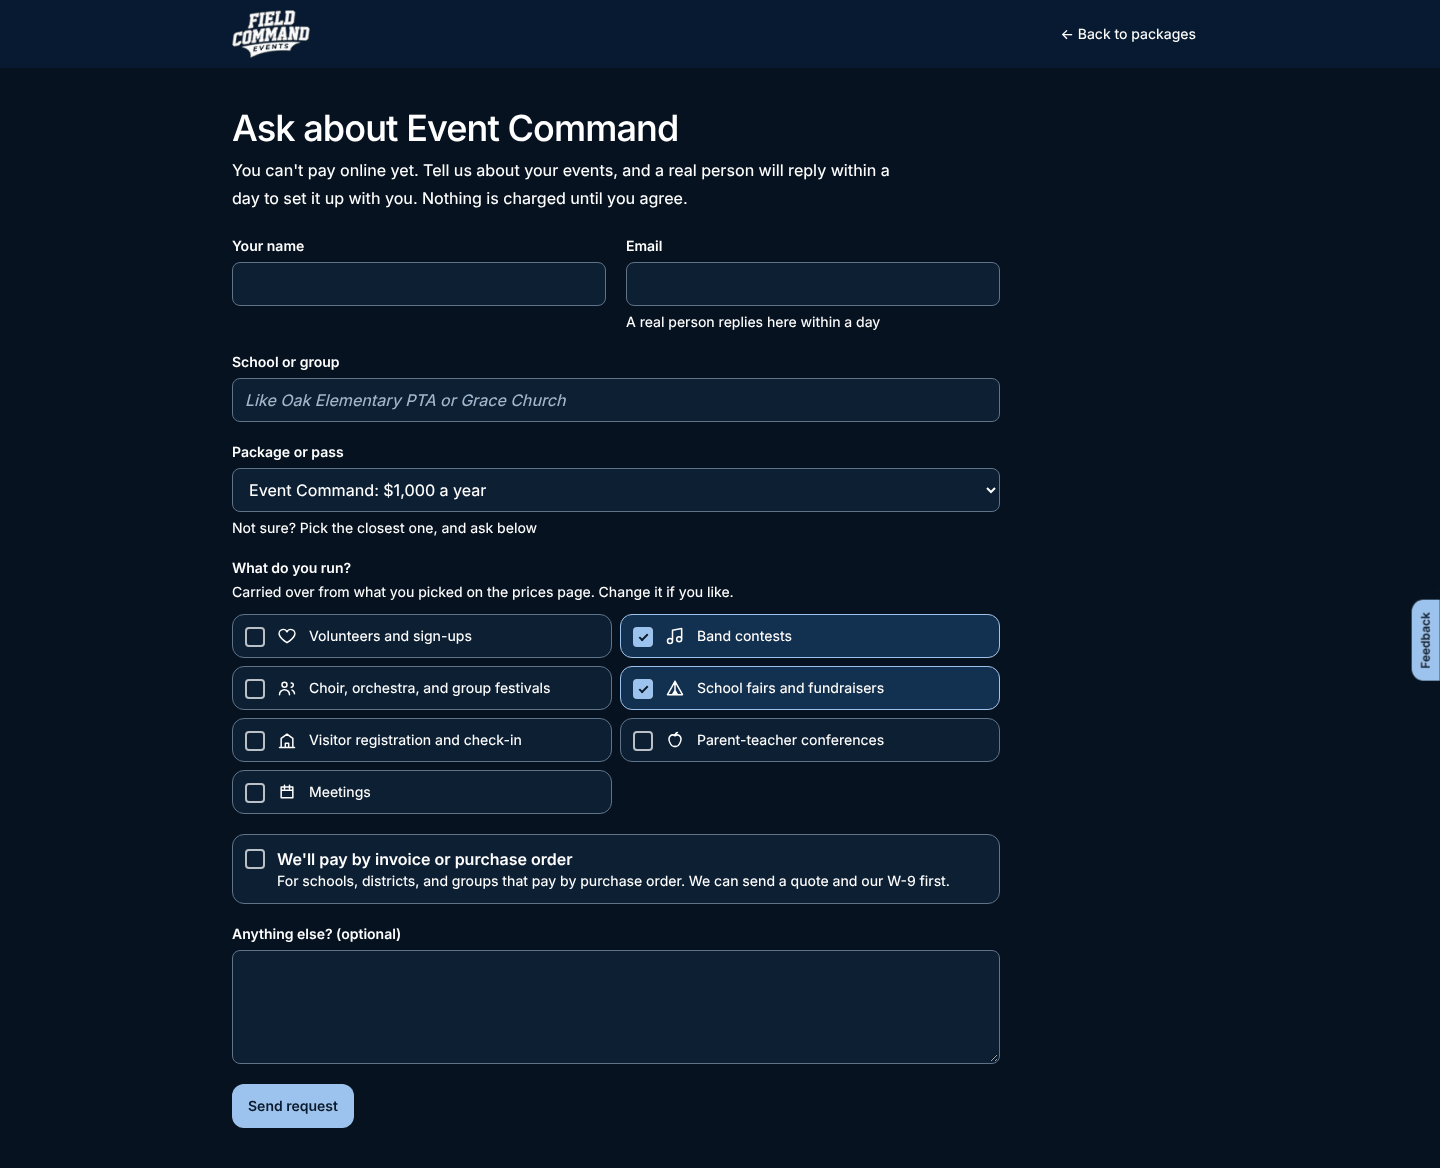 FIELD
COMMAND
EVENTS
← Back to packages
Ask about Event Command
You can't pay online yet. Tell us about your events, and a real person will reply within a
day to set it up with you. Nothing is charged until you agree.
Your name
Email
A real person replies here within a day
School or group
Like Oak Elementary PTA or Grace Church
Package or pass
Event Command: $1,000 a year
Not sure? Pick the closest one, and ask below
What do you run?
Carried over from what you picked on the prices page. Change it if you like.
Volunteers and sign-ups
Band contests
Choir, orchestra, and group festivals
School fairs and fundraisers
Visitor registration and check-in
Parent-teacher conferences
Meetings
We'll pay by invoice or purchase order
For schools, districts, and groups that pay by purchase order. We can send a quote and our W-9 first.
Anything else? (optional)
Send request
Feedback